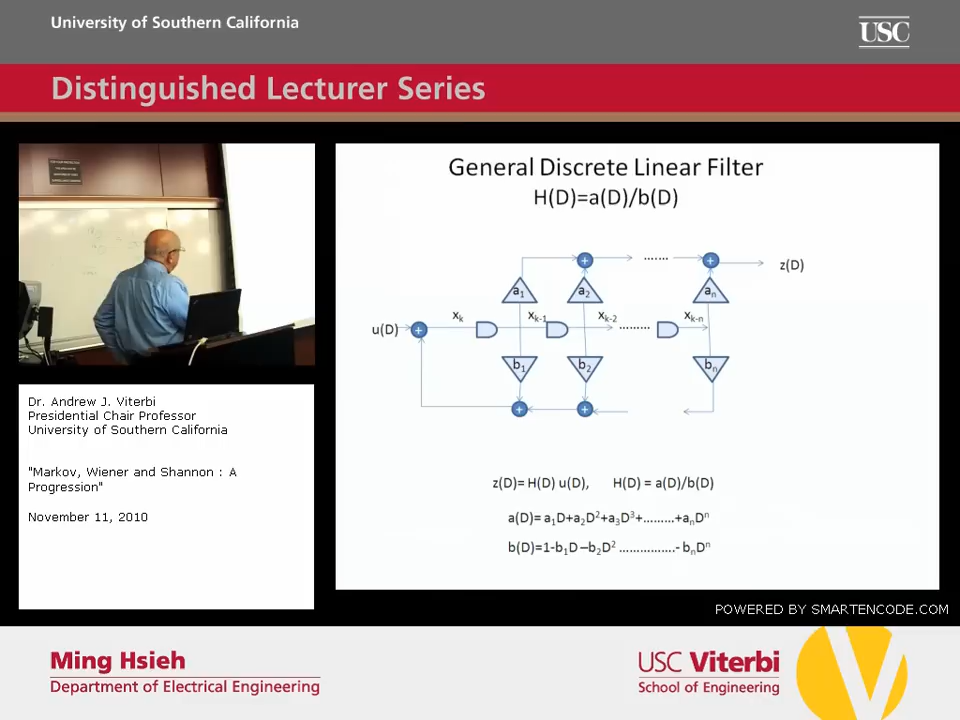 University of Southern California
USC
Distinguished Lecturer Series
General Discrete Linear Filter
H(D)=a(D)/b(D)
+ ....... + z(D)
a₁ a₂ aₙ
xₖ xₖ₋₁ xₖ₋₂ xₖ₋ₙ
u(D) + .........
b₁ b₂ bₙ
+ +
z(D)= H(D) u(D), H(D) = a(D)/b(D)
a(D)= a₁D+a₂D²+a₃D³+........+aₙDⁿ
b(D)=1-b₁D –b₂D² ...............- bₙDⁿ
Dr. Andrew J. Viterbi
Presidential Chair Professor
University of Southern California
"Markov, Wiener and Shannon : A
Progression"
November 11, 2010
POWERED BY SMARTENCODE.COM
Ming Hsieh
Department of Electrical Engineering
USC Viterbi
School of Engineering